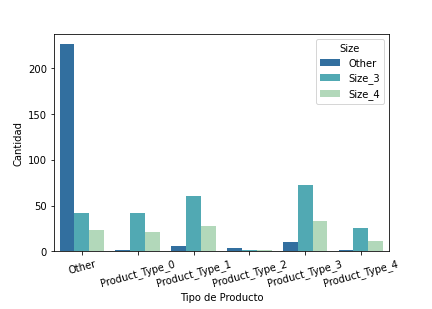 Size
Other
Size_3
Size_4
200
150
100
50
0
Cantidad
Other
Product_Type_0
Product_Type_1
Product_Type_2
Product_Type_3
Product_Type_4
Tipo de Producto